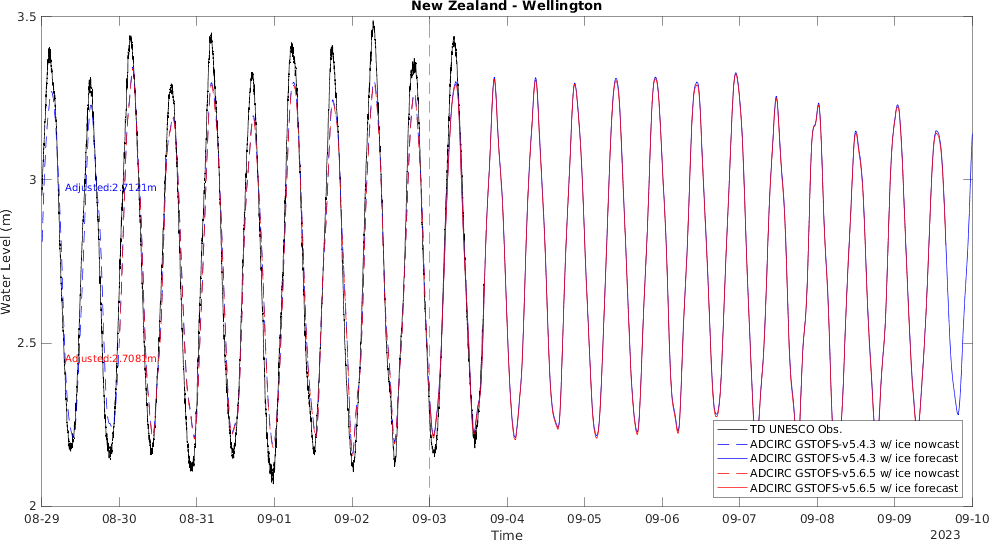 New Zealand - Wellington
3.5
3
2.5
2
Water Level (m)
Adjusted:2.7121m
Adjusted:2.7082m
TD UNESCO Obs.
ADCIRC GSTOFS-v5.4.3 w/ ice nowcast
ADCIRC GSTOFS-v5.4.3 w/ ice forecast
ADCIRC GSTOFS-v5.6.5 w/ ice nowcast
ADCIRC GSTOFS-v5.6.5 w/ ice forecast
08-29 08-30 08-31 09-01 09-02 09-03 09-04 09-05 09-06 09-07 09-08 09-09 09-10
Time
2023